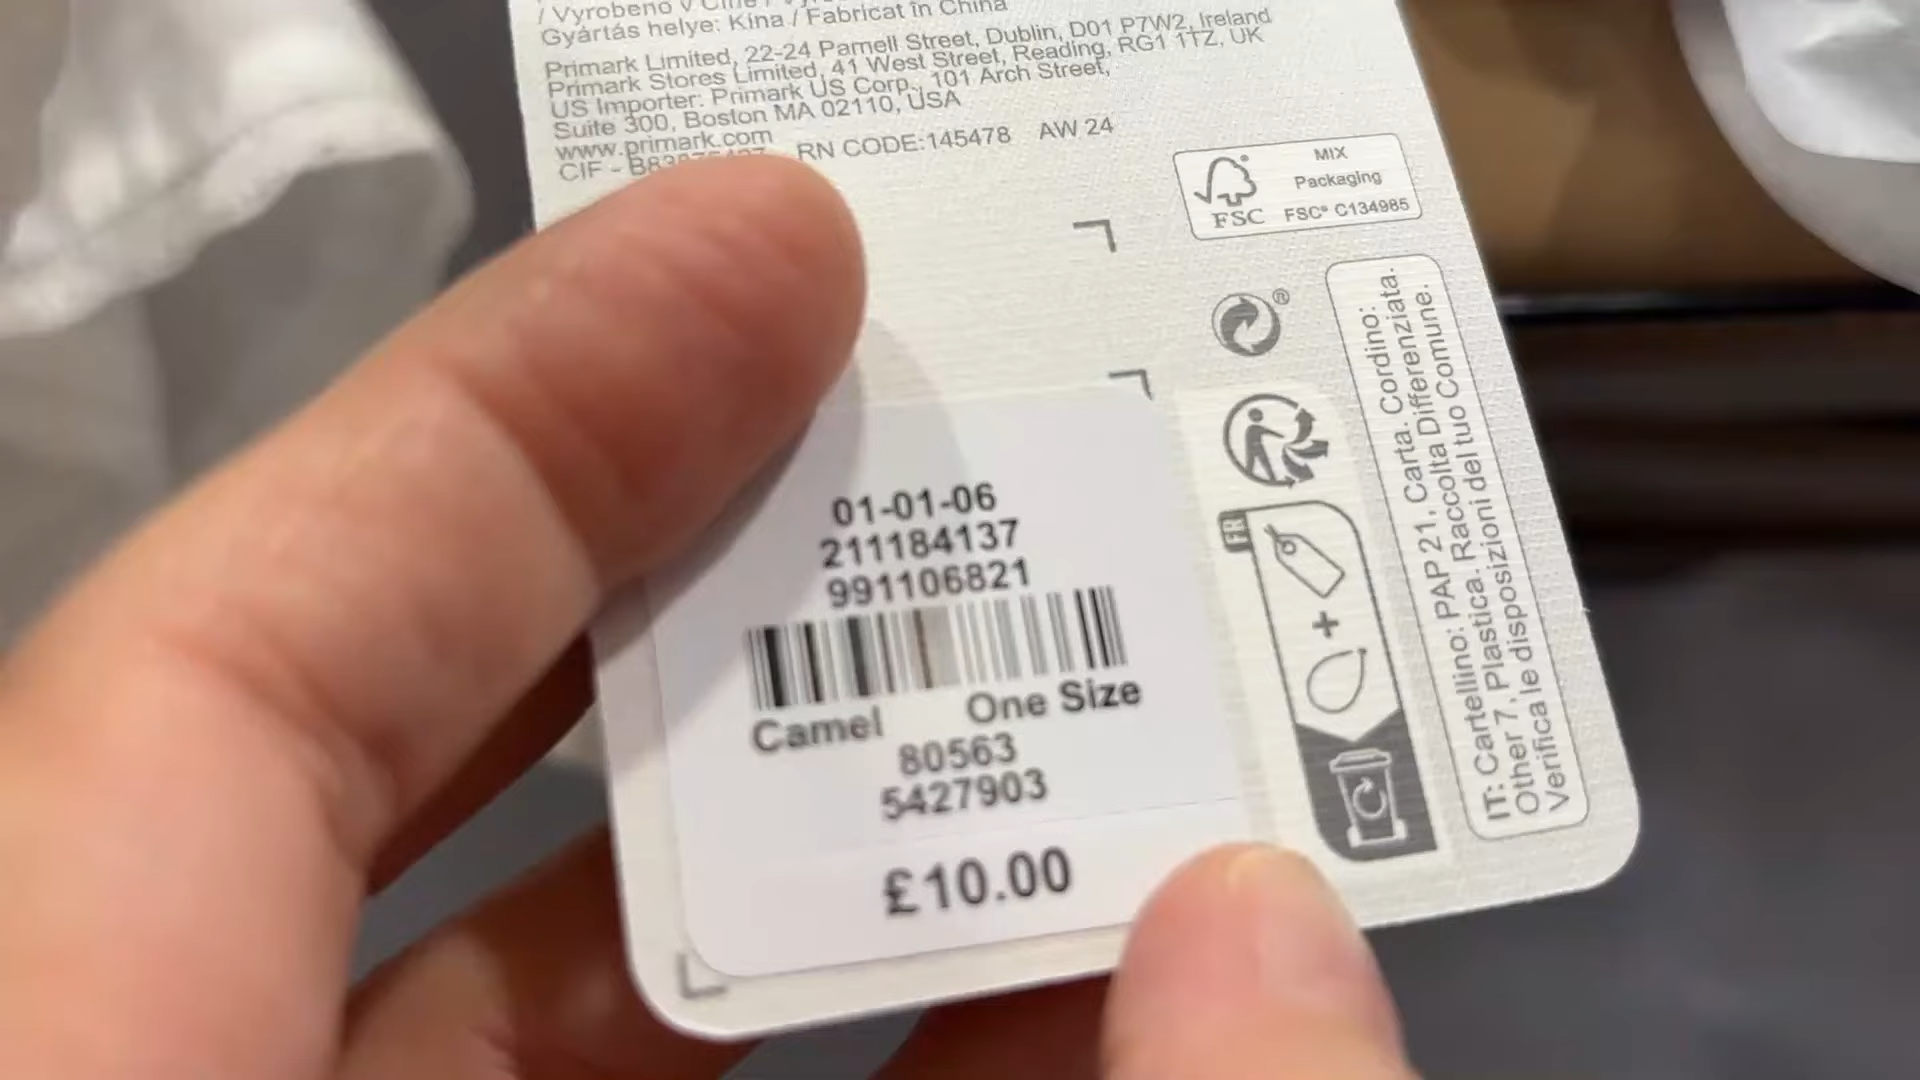 / Vyrobeno v
Gyártás helye: Kína / Fabricat în China
Primark Limited, 22-24 Parnell Street, Dublin, D01 P7W2, Ireland
Primark Stores Limited, 41 West Street, Reading, RG1 1TZ, UK
US Importer: Primark US Corp., 101 Arch Street,
Suite 300, Boston MA 02110, USA
www.primark.com
CIF - RN CODE:145478 AW 24
MIX
Packaging
FSC FSC® C134985
®
01-01-06
211184137
991106821
Camel One Size
80563
5427903
£10.00
FR
+
IT: Cartellino: PAP 21, Carta. Cordino:
Other 7, Plastica. Raccolta Differenziata.
Verifica le disposizioni del tuo Comune.